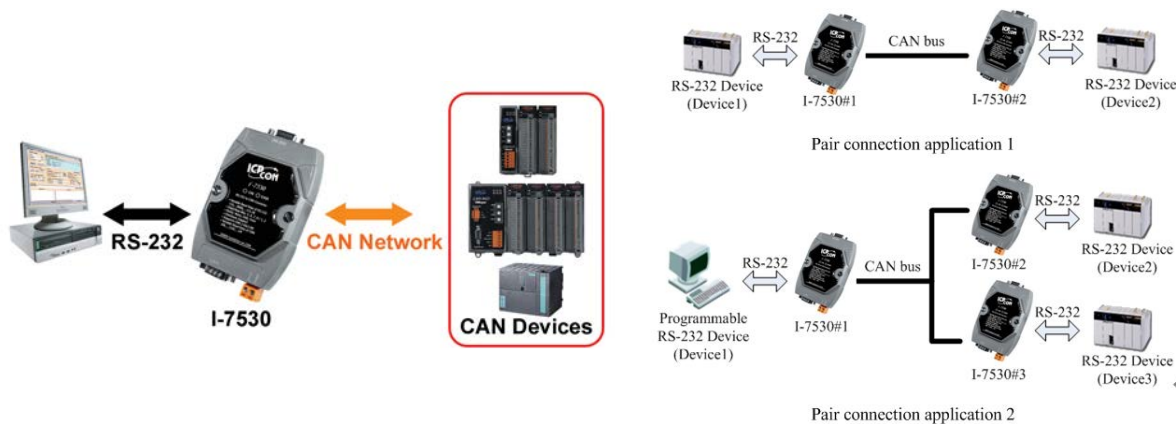 RS-232
ICP CON
I-7530
CAN Network
I-7530
CAN Devices
RS-232
CAN bus
RS-232
RS-232 Device
(Device1)
I-7530#1
I-7530#2
RS-232 Device
(Device2)
Pair connection application 1
RS-232
CAN bus
RS-232
I-7530#2
RS-232 Device
(Device2)
Programmable
RS-232 Device
(Device1)
I-7530#1
RS-232
I-7530#3
RS-232 Device
(Device3)
Pair connection application 2